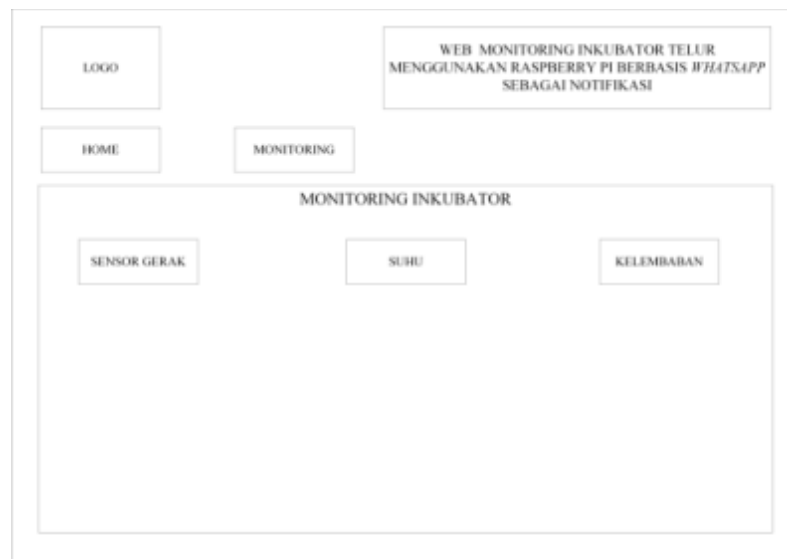 LOGO
WEB MONITORING INKUBATOR TELUR
MENGGUNAKAN RASPBERRY PI BERBASIS WHATSAPP
SEBAGAI NOTIFIKASI
HOME
MONITORING
MONITORING INKUBATOR
SENSOR GERAK
SUHU
KELEMBABAN